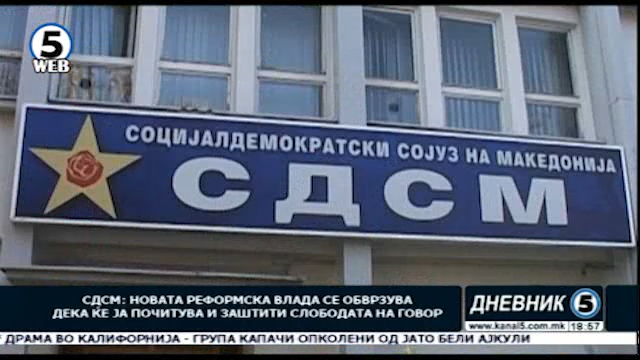 5
WEB
СОЦИЈАЛДЕМОКРАТСКИ СОЈУЗ НА МАКЕДОНИЈА
СДСМ
СДСМ: НОВАТА РЕФОРМСКА ВЛАДА СЕ ОБВРЗУВА
ДЕКА ЌЕ ЈА ПОЧИТУВА И ЗАШТИТИ СЛОБОДАТА НА ГОВОР
ДНЕВНИК 5
www.kanal5.com.mk
18:57
ДРАМА ВО КАЛИФОРНИЈА - ГРУПА КАПАЧИ ОПКОЛЕНИ ОД ЈАТО БЕЛИ АЈКУЛИ